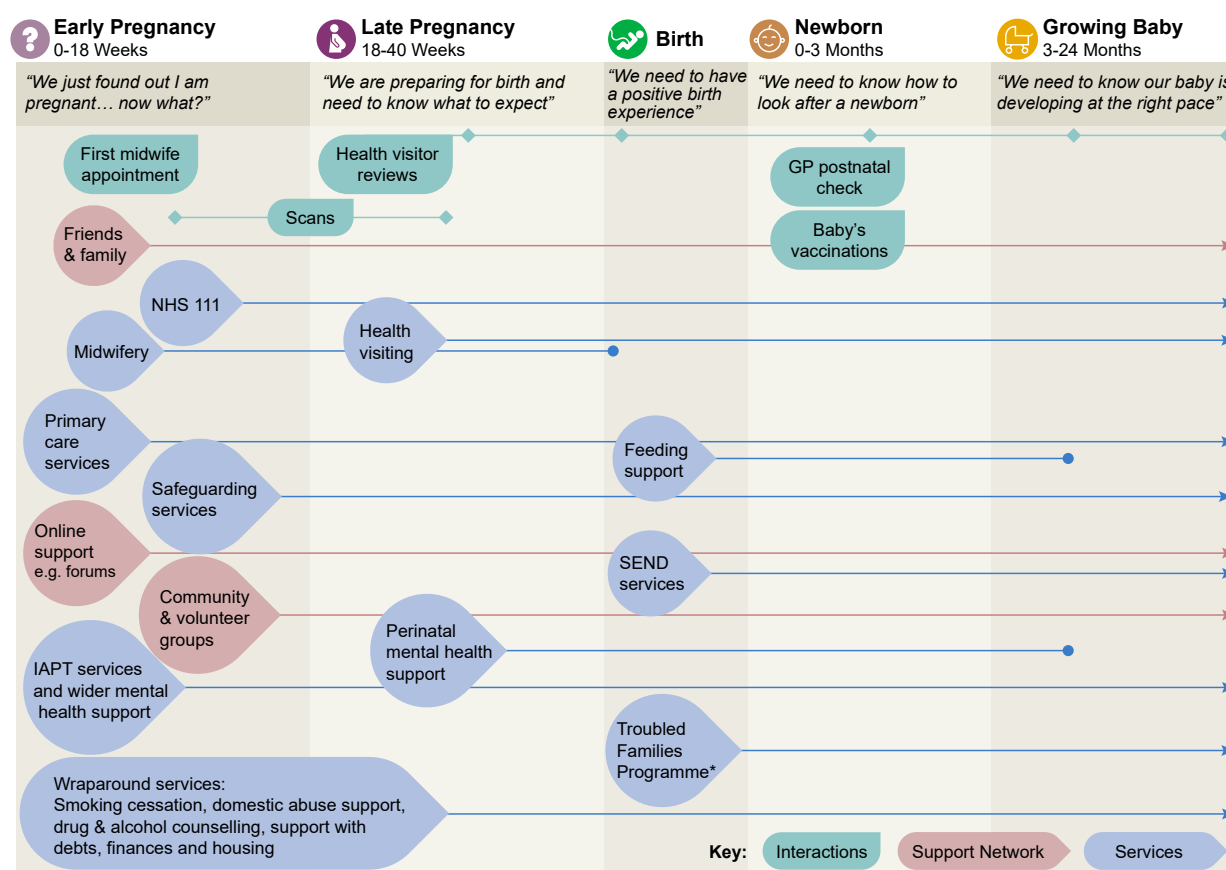 Early Pregnancy
0-18 Weeks
Late Pregnancy
18-40 Weeks
Birth
Newborn
0-3 Months
Growing Baby
3-24 Months
“We just found out I am
pregnant… now what?”
“We are preparing for birth and
need to know what to expect”
“We need to have
a positive birth
experience”
“We need to know how to
look after a newborn”
“We need to know our baby is
developing at the right pace”
First midwife
appointment
Health visitor
reviews
GP postnatal
check
Scans
Baby’s
vaccinations
Friends
& family
NHS 111
Midwifery
Health
visiting
Primary
care
services
Feeding
support
Safeguarding
services
Online
support
e.g. forums
SEND
services
Community
& volunteer
groups
Perinatal
mental health
support
IAPT services
and wider mental
health support
Troubled
Families
Programme*
Wraparound services:
Smoking cessation, domestic abuse support,
drug & alcohol counselling, support with
debts, finances and housing
Key:
Interactions
Support Network
Services